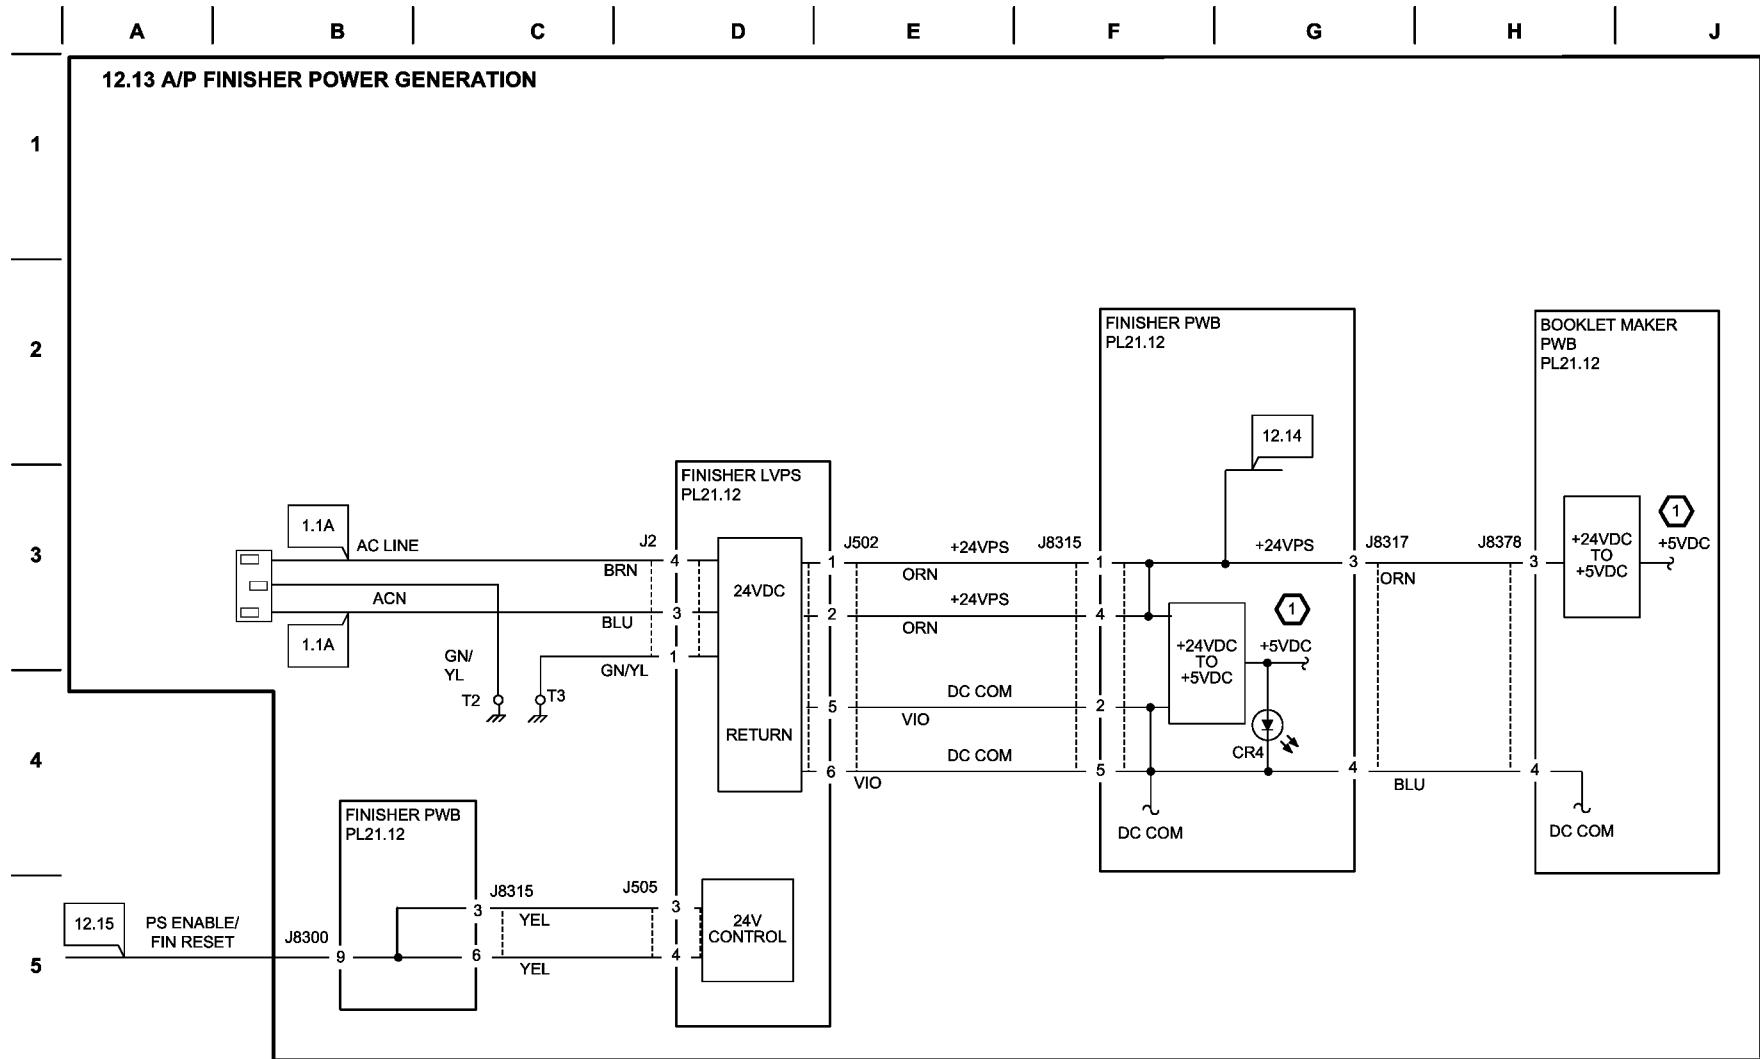 A B C D E F G H J
12.13 A/P FINISHER POWER GENERATION
1
2
3
4
5
FINISHER PWB
PL21.12
12.14
+24VPS
BOOKLET MAKER
PWB
PL21.12
+24VDC
TO
+5VDC
1
+5VDC
FINISHER LVPS
PL21.12
1.1A
AC LINE
BRN
J2
4
ACN
BLU
3
1.1A
GN/
YL
GN/YL
1
T2
T3
24VDC
RETURN
1
J502
+24VPS
ORN
J8315
1
2
+24VPS
ORN
4
5
DC COM
VIO
2
6
DC COM
VIO
5
+24VDC
TO
+5VDC
1
+5VDC
CR4
DC COM
3
J8317
ORN
J8378
3
4
BLU
4
DC COM
FINISHER PWB
PL21.12
12.15
PS ENABLE/
FIN RESET
J8300
9
J8315
3
YEL
J505
3
6
YEL
4
24V
CONTROL